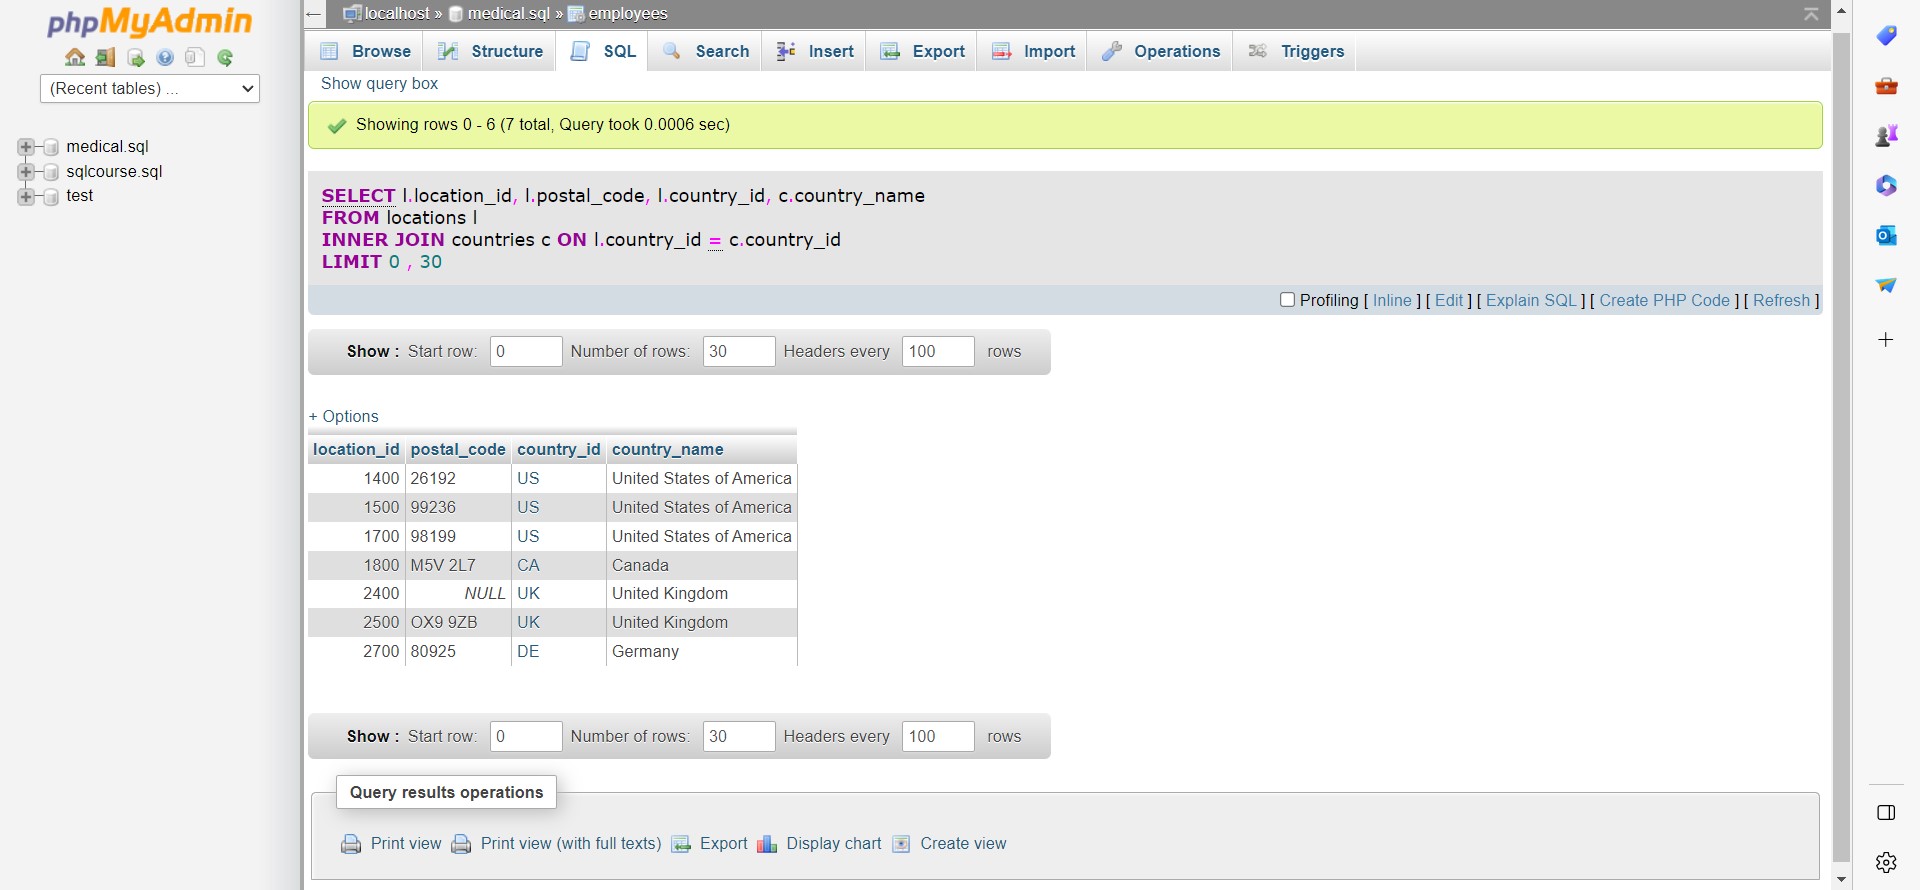 phpMyAdmin
(Recent tables) ...
medical.sql
sqlcourse.sql
test
localhost » medical.sql » employees
Browse Structure SQL Search Insert Export Import Operations Triggers
Show query box
Showing rows 0 - 6 (7 total, Query took 0.0006 sec)
SELECT l.location_id, l.postal_code, l.country_id, c.country_name
FROM locations l
INNER JOIN countries c ON l.country_id = c.country_id
LIMIT 0 , 30
Profiling [ Inline ] [ Edit ] [ Explain SQL ] [ Create PHP Code ] [ Refresh ]
Show : Start row: 0 Number of rows: 30 Headers every 100 rows
+ Options
location_id postal_code country_id country_name
1400 26192 US United States of America
1500 99236 US United States of America
1700 98199 US United States of America
1800 M5V 2L7 CA Canada
2400 NULL UK United Kingdom
2500 OX9 9ZB UK United Kingdom
2700 80925 DE Germany
Show : Start row: 0 Number of rows: 30 Headers every 100 rows
Query results operations
Print view Print view (with full texts) Export Display chart Create view